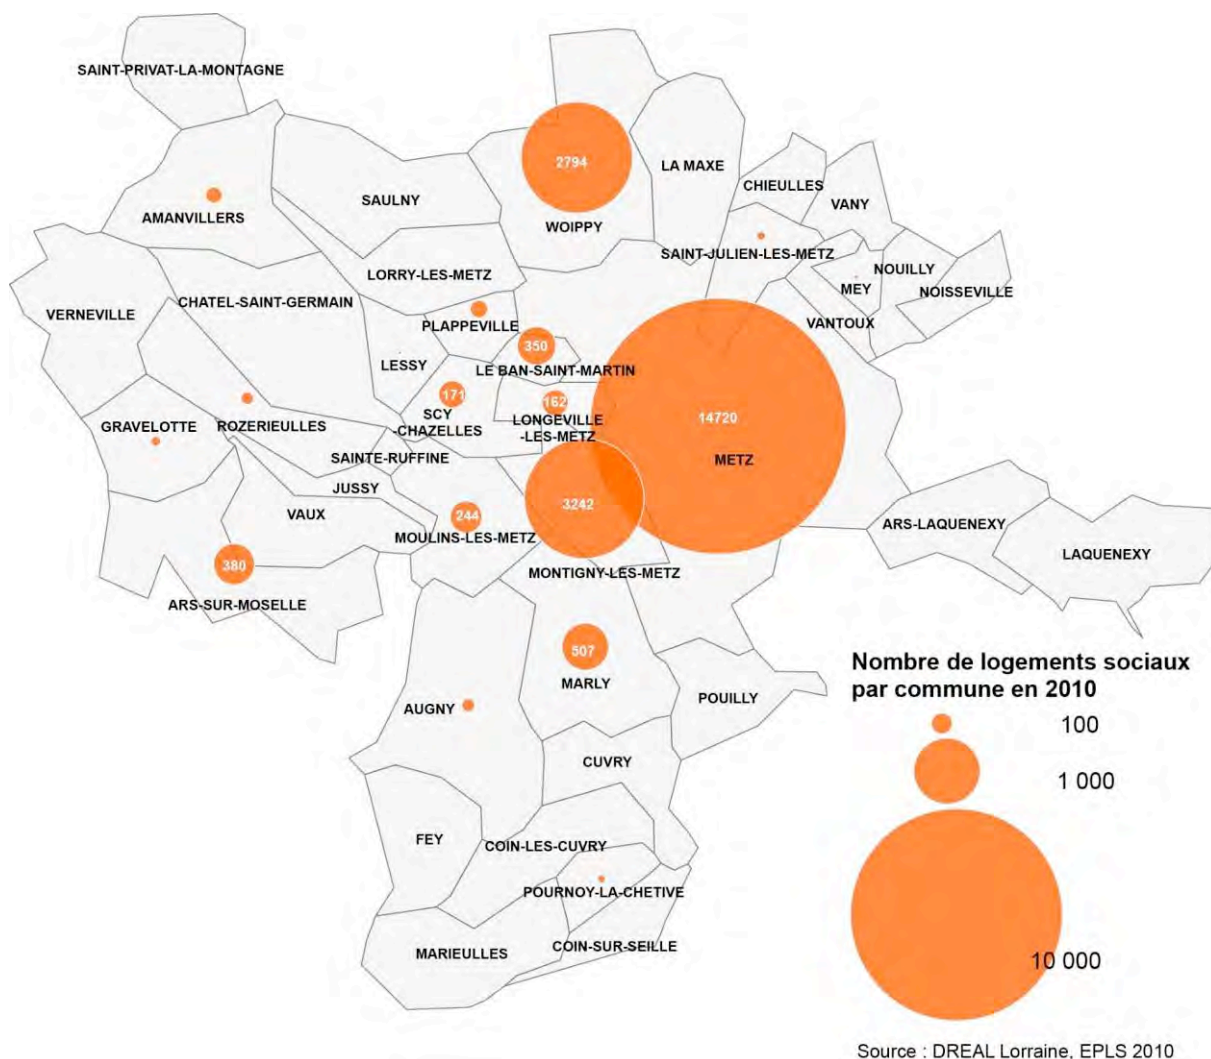 SAINT-PRIVAT-LA-MONTAGNE
2794
LA MAXE
CHIEULLES
SAULNY
VANY
AMANVILLERS
WOIPPY
SAINT-JULIEN-LES-METZ
LORRY-LES-METZ
NOUILLY
MEY
NOISSEVILLE
CHATEL-SAINT-GERMAIN
VERNEVILLE
PLAPPEVILLE
VANTOUX
350
LESSY
LE BAN-SAINT-MARTIN
171
162
SCY
-CHAZELLES
LONGEVILLE
-LES-METZ
14720
GRAVELOTTE
ROZERIEULLES
SAINTE-RUFFINE
METZ
JUSSY
3242
VAUX
244
MOULINS-LES-METZ
ARS-LAQUENEXY
LAQUENEXY
380
MONTIGNY-LES-METZ
ARS-SUR-MOSELLE
507
MARLY
POUILLY
AUGNY
CUVRY
FEY
COIN-LES-CUVRY
POURNOY-LA-CHETIVE
MARIEULLES
COIN-SUR-SEILLE
Nombre de logements sociaux
par commune en 2010
100
1 000
10 000
Source : DREAL Lorraine, EPLS 2010